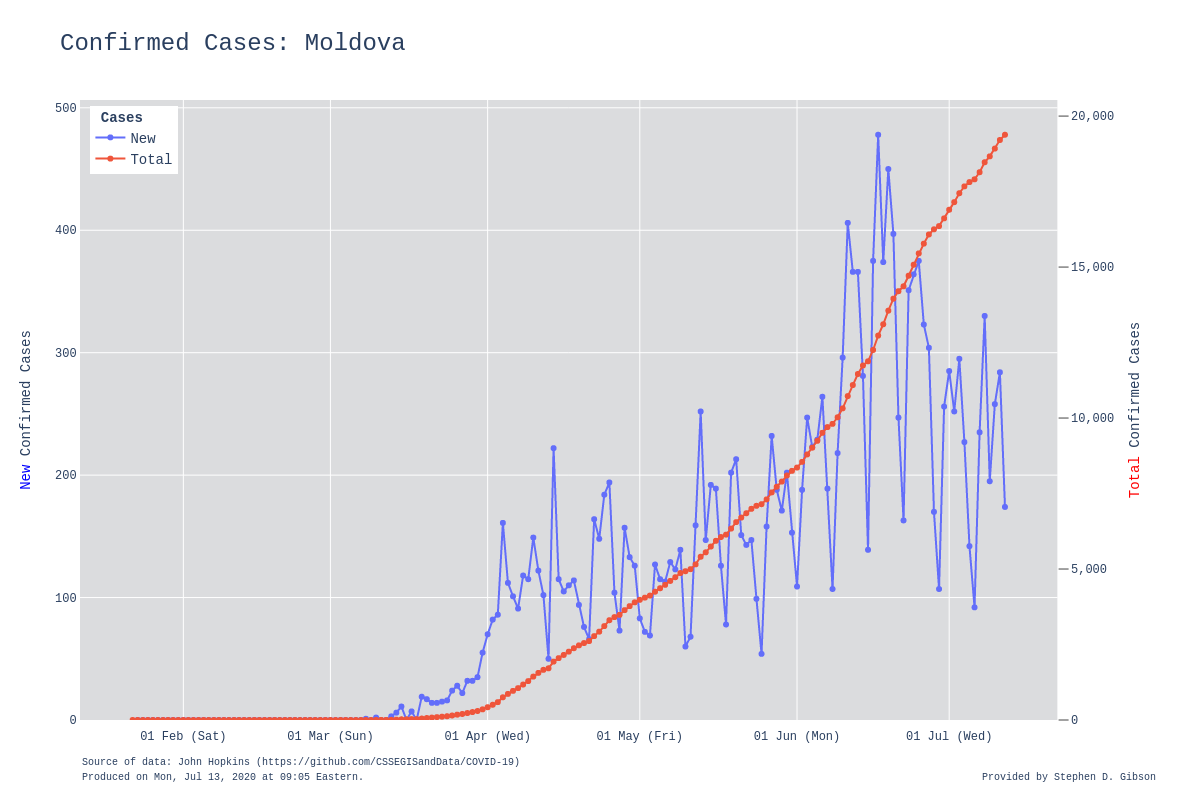 Confirmed Cases: Moldova
Cases
New
Total
500
400
300
200
100
0
20,000
15,000
10,000
5,000
0
New Confirmed Cases
Total Confirmed Cases
01 Feb (Sat)
01 Mar (Sun)
01 Apr (Wed)
01 May (Fri)
01 Jun (Mon)
01 Jul (Wed)
Source of data: John Hopkins (https://github.com/CSSEGISandData/COVID-19)
Produced on Mon, Jul 13, 2020 at 09:05 Eastern.
Provided by Stephen D. Gibson